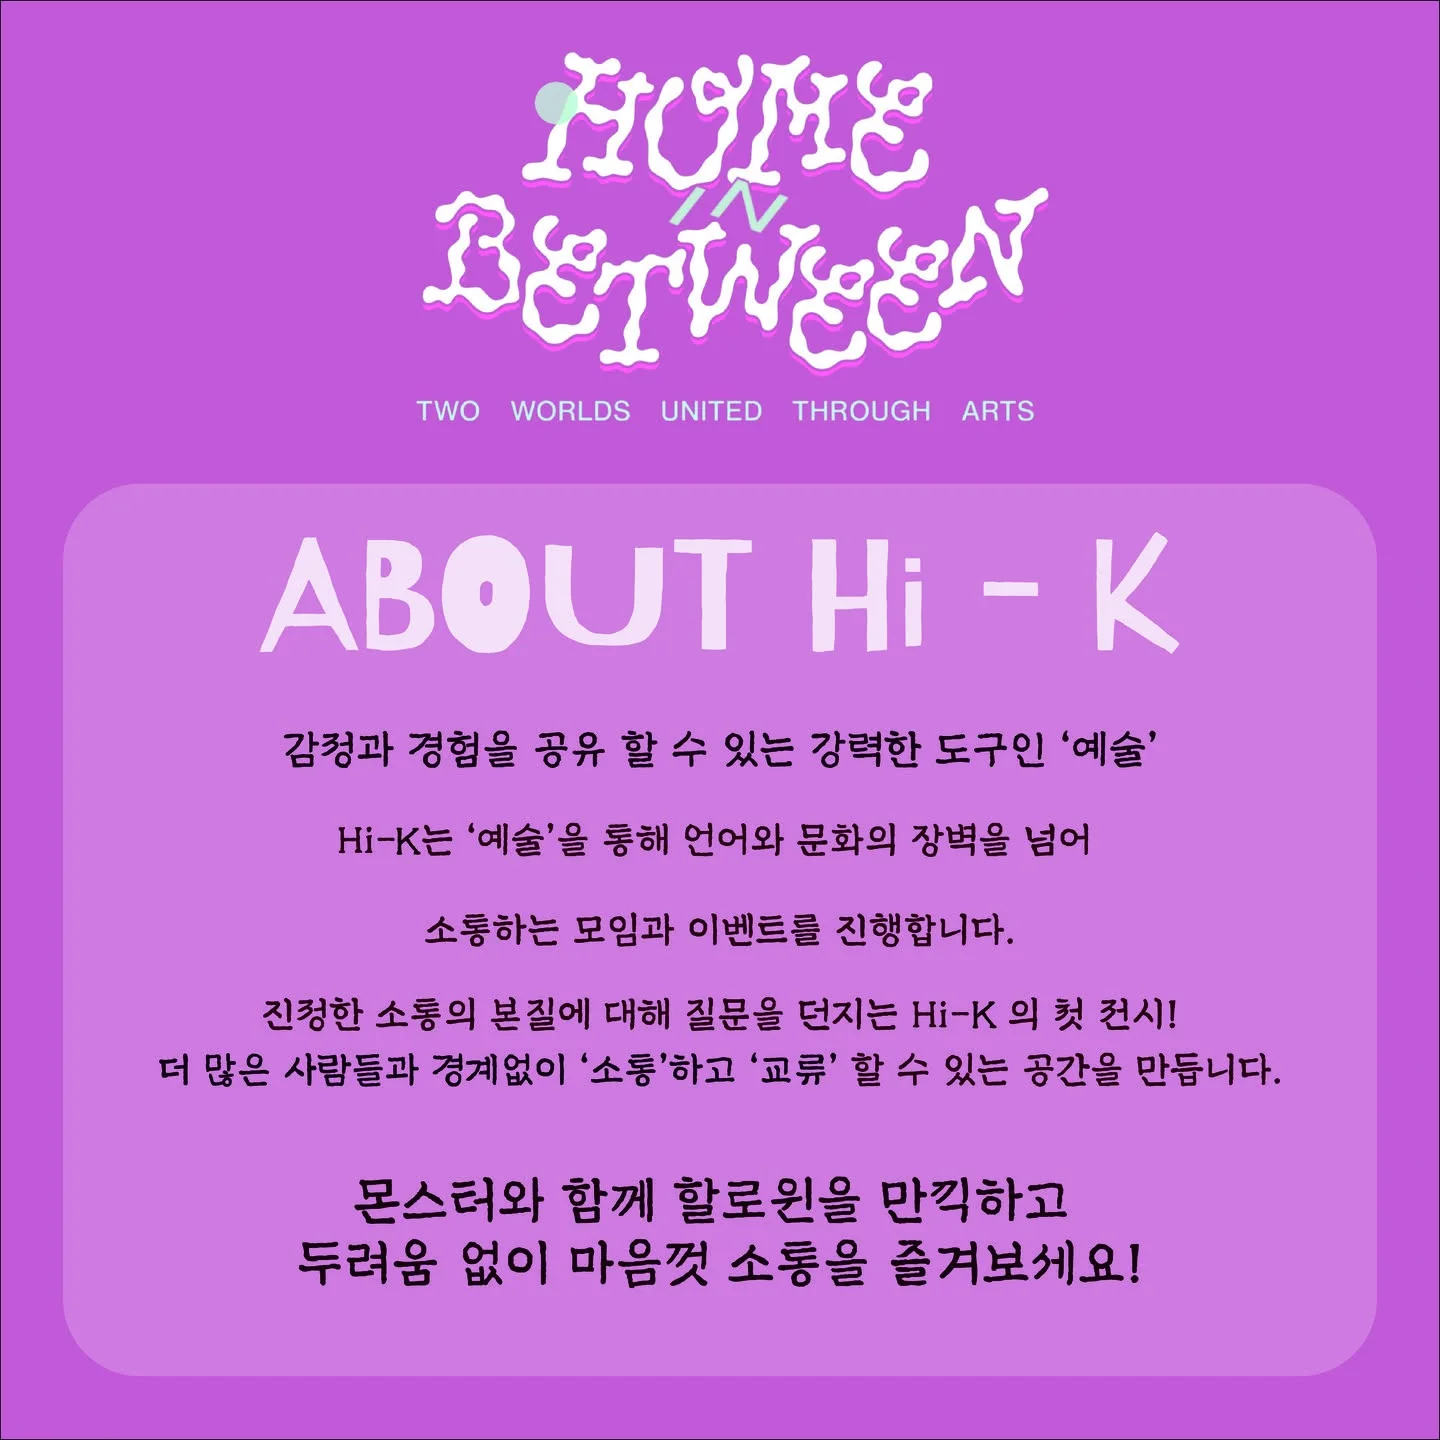 HOME
IN
BETWEEN
TWO WORLDS UNITED THROUGH ARTS
ABOUT Hi - K
감정과 경험을 공유 할 수 있는 강력한 도구인 ‘예술’
Hi-K는 ‘예술’을 통해 언어와 문화의 장벽을 넘어
소통하는 모임과 이벤트를 진행합니다.
진정한 소통의 본질에 대해 질문을 던지는 Hi-K 의 첫 전시!
더 많은 사람들과 경계없이 ‘소통’하고 ‘교류’ 할 수 있는 공간을 만듭니다.
몬스터와 함께 할로윈을 만끽하고
두려움 없이 마음껏 소통을 즐겨보세요!